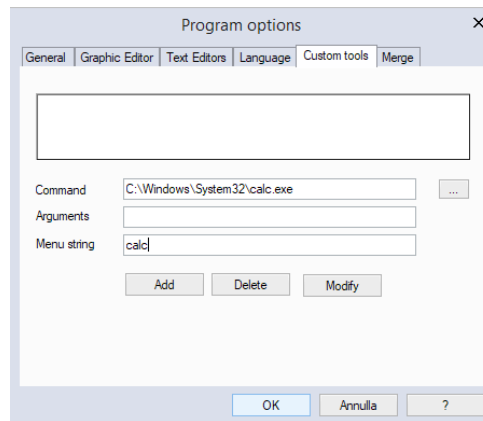 Program options
General Graphic Editor Text Editors Language Custom tools Merge
Command C:\Windows\System32\calc.exe ...
Arguments
Menu string calc
Add Delete Modify
OK Annulla ?